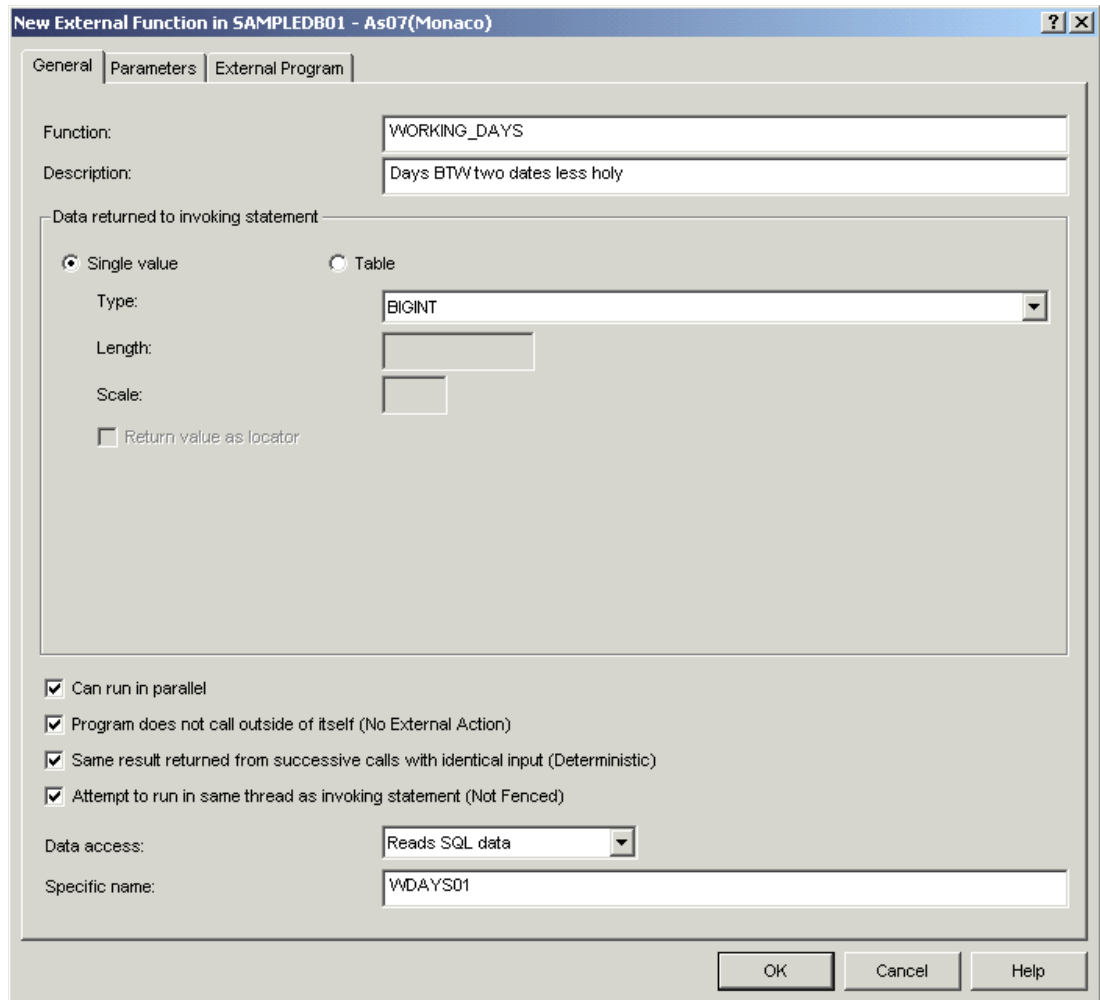 New External Function in SAMPLEDB01 - As07(Monaco)
General Parameters External Program
Function: WORKING_DAYS
Description: Days BTW two dates less holy
Data returned to invoking statement
Single value Table
Type: BIGINT
Length:
Scale:
Return value as locator
Can run in parallel
Program does not call outside of itself (No External Action)
Same result returned from successive calls with identical input (Deterministic)
Attempt to run in same thread as invoking statement (Not Fenced)
Data access: Reads SQL data
Specific name: WDAYS01
OK Cancel Help